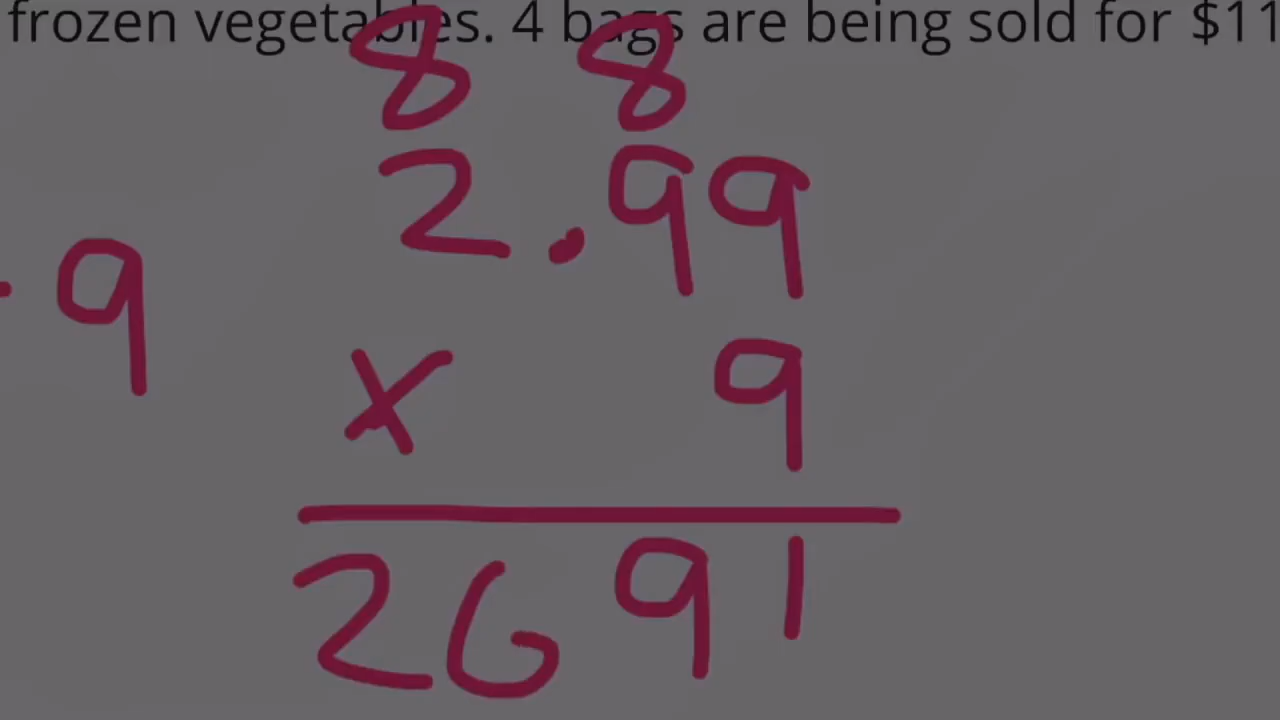 frozen vegetables. 4 bags are being sold for $11
8 8
2.99
. 9
x 9
2691